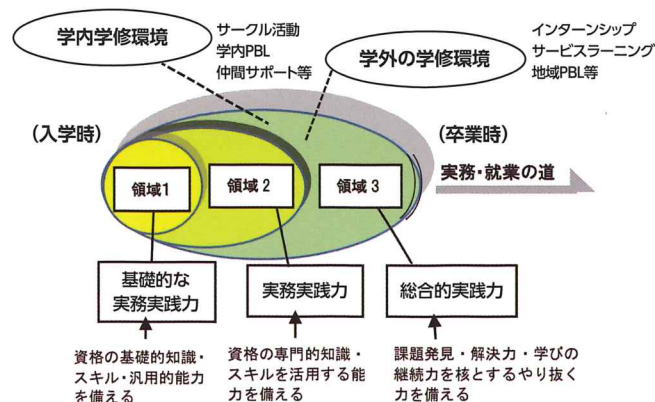 学内学修環境
サークル活動
学内PBL
仲間サポート等
学外の学修環境
インターンシップ
サービスラーニング
地域PBL等
(入学時)
(卒業時)
実務・就業の道
領域1
領域2
領域3
基礎的な
実務実践力
実務実践力
総合的実践力
資格の基礎的知識・
スキル・汎用的能力
を備える
資格の専門的知識・
スキルを活用する能
力を備える
課題発見・解決力・学びの
継続力を核とするやり抜く
力を備える